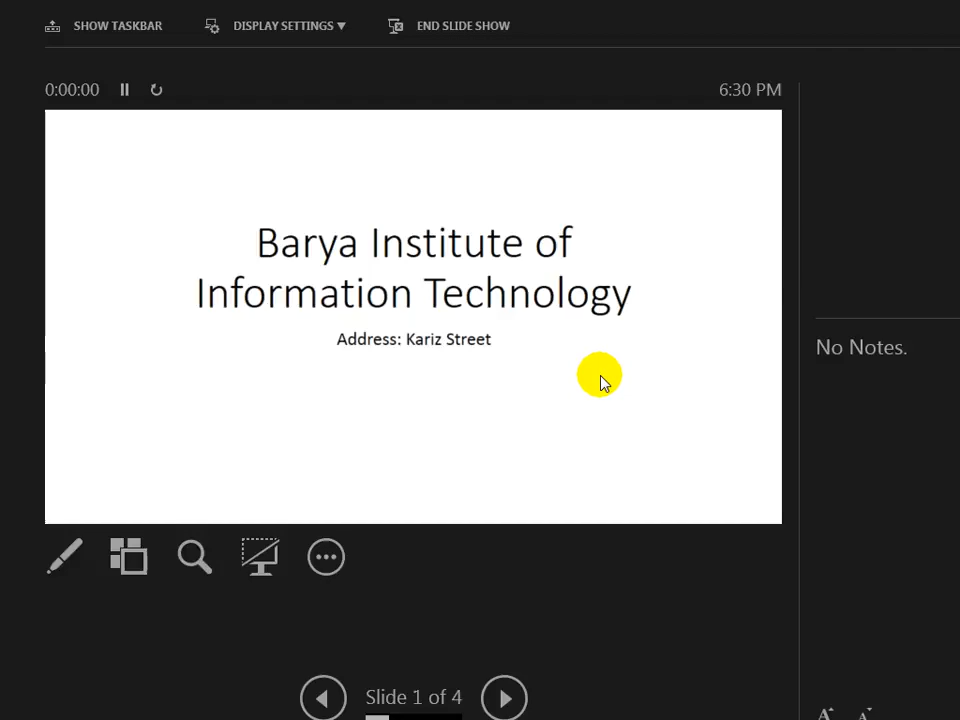 SHOW TASKBAR DISPLAY SETTINGS ▼ END SLIDE SHOW
0:00:00 6:30 PM
Barya Institute of
Information Technology
Address: Kariz Street
No Notes.
Slide 1 of 4
A A